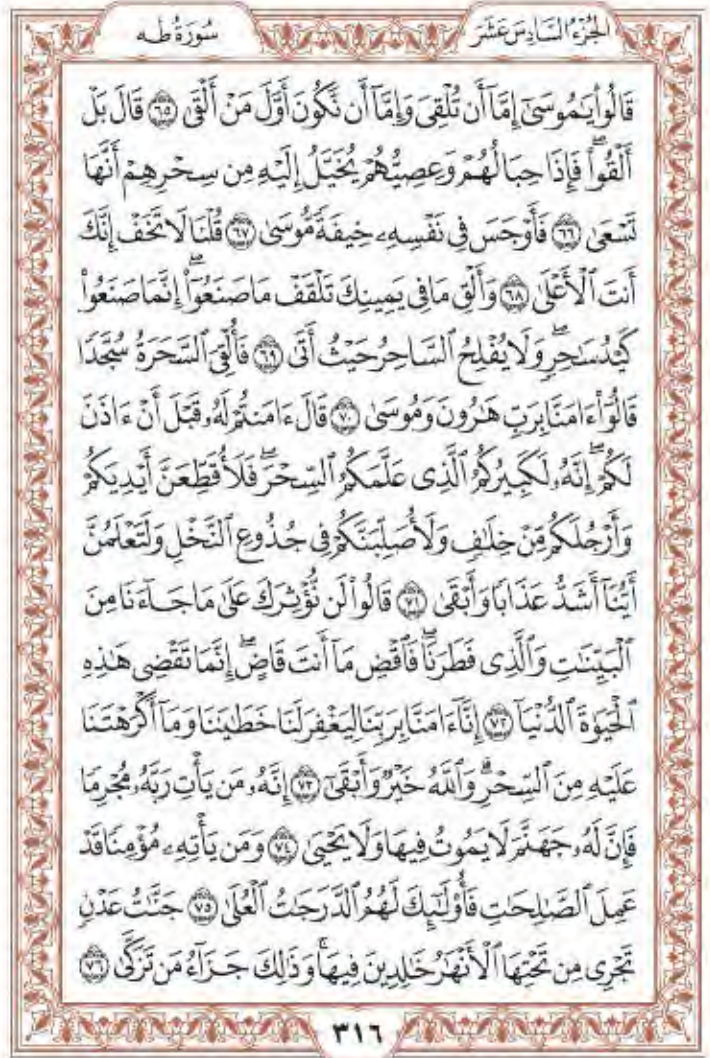 الجزء السادس عشر
سورة طه
قَالُوا۟ يَـٰمُوسَىٰٓ إِمَّآ أَن تُلْقِىَ وَإِمَّآ أَن نَّكُونَ أَوَّلَ مَنْ أَلْقَىٰ ۝٦٥ قَالَ بَلْ
أَلْقُوا۟ ۖ فَإِذَا حِبَالُهُمْ وَعِصِيُّهُمْ يُخَيَّلُ إِلَيْهِ مِن سِحْرِهِمْ أَنَّهَا
تَسْعَىٰ ۝٦٦ فَأَوْجَسَ فِى نَفْسِهِۦ خِيفَةً مُّوسَىٰ ۝٦٧ قُلْنَا لَا تَخَفْ إِنَّكَ
أَنتَ ٱلْأَعْلَىٰ ۝٦٨ وَأَلْقِ مَا فِى يَمِينِكَ تَلْقَفْ مَا صَنَعُوٓا۟ ۖ إِنَّمَا صَنَعُوا۟
كَيْدُ سَـٰحِرٍ ۖ وَلَا يُفْلِحُ ٱلسَّاحِرُ حَيْثُ أَتَىٰ ۝٦٩ فَأُلْقِىَ ٱلسَّحَرَةُ سُجَّدًا
قَالُوٓا۟ ءَامَنَّا بِرَبِّ هَـٰرُونَ وَمُوسَىٰ ۝٧٠ قَالَ ءَامَنتُمْ لَهُۥ قَبْلَ أَنْ ءَاذَنَ
لَكُمْ ۖ إِنَّهُۥ لَكَبِيرُكُمُ ٱلَّذِى عَلَّمَكُمُ ٱلسِّحْرَ ۖ فَلَأُقَطِّعَنَّ أَيْدِيَكُمْ
وَأَرْجُلَكُم مِّنْ خِلَـٰفٍ وَلَأُصَلِّبَنَّكُمْ فِى جُذُوعِ ٱلنَّخْلِ وَلَتَعْلَمُنَّ
أَيُّنَآ أَشَدُّ عَذَابًا وَأَبْقَىٰ ۝٧١ قَالُوا۟ لَن نُّؤْثِرَكَ عَلَىٰ مَا جَآءَنَا مِنَ
ٱلْبَيِّنَـٰتِ وَٱلَّذِى فَطَرَنَا ۖ فَٱقْضِ مَآ أَنتَ قَاضٍ ۖ إِنَّمَا تَقْضِى هَـٰذِهِ
ٱلْحَيَوٰةَ ٱلدُّنْيَآ ۝٧٢ إِنَّآ ءَامَنَّا بِرَبِّنَا لِيَغْفِرَ لَنَا خَطَـٰيَـٰنَا وَمَآ أَكْرَهْتَنَا
عَلَيْهِ مِنَ ٱلسِّحْرِ ۗ وَٱللَّهُ خَيْرٌ وَأَبْقَىٰٓ ۝٧٣ إِنَّهُۥ مَن يَأْتِ رَبَّهُۥ مُجْرِمًا
فَإِنَّ لَهُۥ جَهَنَّمَ لَا يَمُوتُ فِيهَا وَلَا يَحْيَىٰ ۝٧٤ وَمَن يَأْتِهِۦ مُؤْمِنًا قَدْ
عَمِلَ ٱلصَّـٰلِحَـٰتِ فَأُو۟لَـٰٓئِكَ لَهُمُ ٱلدَّرَجَـٰتُ ٱلْعُلَىٰ ۝٧٥ جَنَّـٰتُ عَدْنٍ
تَجْرِى مِن تَحْتِهَا ٱلْأَنْهَـٰرُ خَـٰلِدِينَ فِيهَا ۚ وَذَٰلِكَ جَزَآءُ مَن تَزَكَّىٰ ۝٧٦
٣١٦